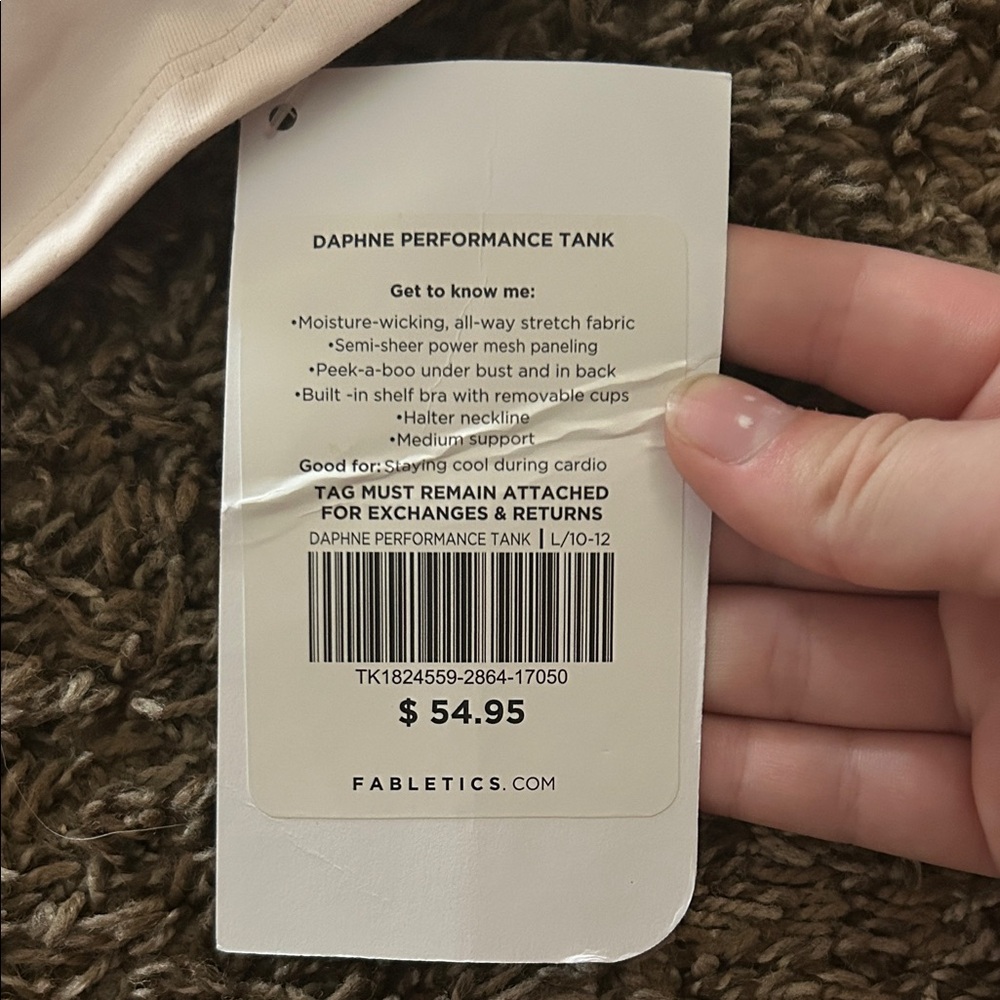 DAPHNE PERFORMANCE TANK
Get to know me:
•Moisture-wicking, all-way stretch fabric
•Semi-sheer power mesh paneling
•Peek-a-boo under bust and in back
•Built -in shelf bra with removable cups
•Halter neckline
•Medium support
Good for: Staying cool during cardio
TAG MUST REMAIN ATTACHED
FOR EXCHANGES & RETURNS
DAPHNE PERFORMANCE TANK | L/10-12
TK1824559-2864-17050
$ 54.95
FABLETICS.COM